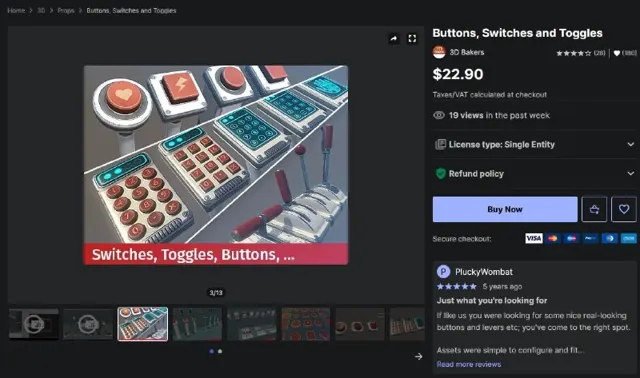 Home > 3D > Props > Buttons, Switches and Toggles
Switches, Toggles, Buttons, ...
3/13
Buttons, Switches and Toggles
3D Bakers
(28) | (380)
$22.90
Taxes/VAT calculated at checkout
19 views in the past week
License type: Single Entity
Refund policy
Buy Now
Secure checkout:
VISA
P PluckyWombat
5 years ago
Just what you're looking for
If like us you were looking for some nice real-looking
buttons and levers etc; you've come to the right spot.
Assets were simple to configure and fit...
Read more reviews